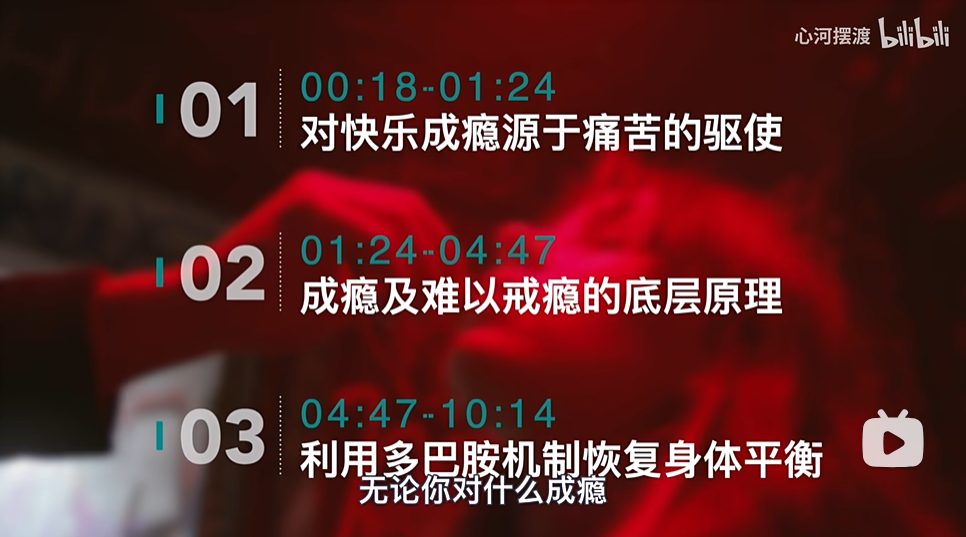 心河摆渡 bilibili
01
00:18--01:24
对快乐成瘾源于痛苦的驱使
02
01:24--04:47
成瘾及难以戒瘾的底层原理
03
04:47--10:14
利用多巴胺机制恢复身体平衡
无论你对什么成瘾